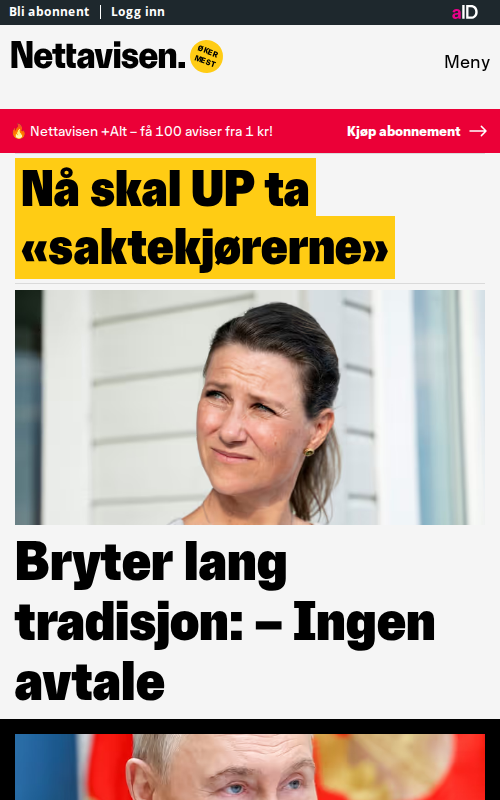 Bli abonnent | Logg inn
aID
Nettavisen.
ØKER
MEST
Meny
🔥 Nettavisen +Alt – få 100 aviser fra 1 kr!
Kjøp abonnement →
Nå skal UP ta
«saktekjørerne»
Bryter lang
tradisjon: – Ingen
avtale